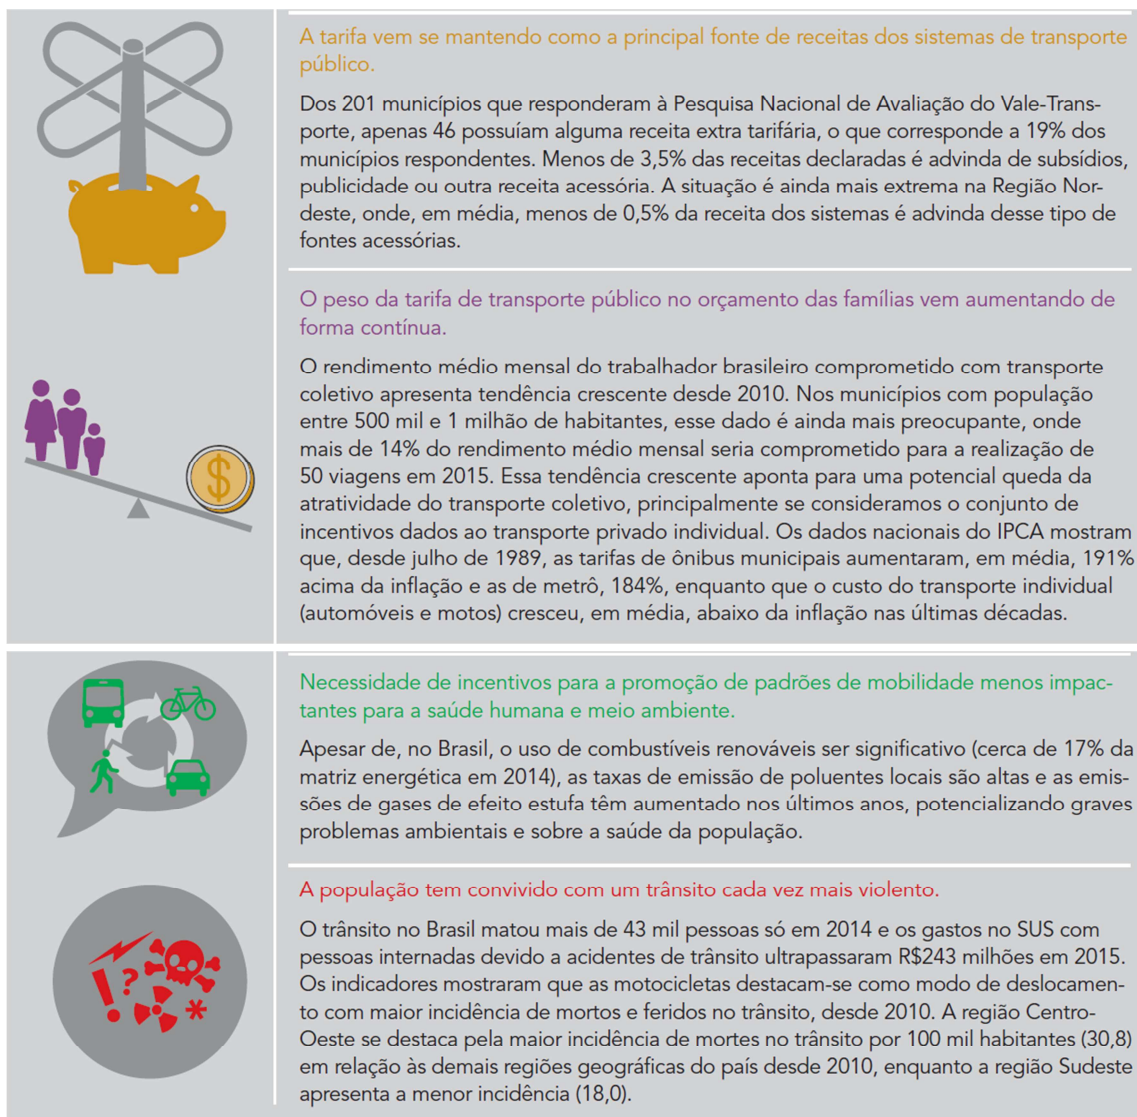 A tarifa vem se mantendo como a principal fonte de receitas dos sistemas de transporte
público.
Dos 201 municípios que responderam à Pesquisa Nacional de Avaliação do Vale-Trans-
porte, apenas 46 possuíam alguma receita extra tarifária, o que corresponde a 19% dos
municípios respondentes. Menos de 3,5% das receitas declaradas é advinda de subsídios,
publicidade ou outra receita acessória. A situação é ainda mais extrema na Região Nor-
deste, onde, em média, menos de 0,5% da receita dos sistemas é advinda desse tipo de
fontes acessórias.
O peso da tarifa de transporte público no orçamento das famílias vem aumentando de
forma contínua.
O rendimento médio mensal do trabalhador brasileiro comprometido com transporte
coletivo apresenta tendência crescente desde 2010. Nos municípios com população
entre 500 mil e 1 milhão de habitantes, esse dado é ainda mais preocupante, onde
mais de 14% do rendimento médio mensal seria comprometido para a realização de
50 viagens em 2015. Essa tendência crescente aponta para uma potencial queda da
atratividade do transporte coletivo, principalmente se consideramos o conjunto de
incentivos dados ao transporte privado individual. Os dados nacionais do IPCA mostram
que, desde julho de 1989, as tarifas de ônibus municipais aumentaram, em média, 191%
acima da inflação e as de metrô, 184%, enquanto que o custo do transporte individual
(automóveis e motos) cresceu, em média, abaixo da inflação nas últimas décadas.
$
Necessidade de incentivos para a promoção de padrões de mobilidade menos impac-
tantes para a saúde humana e meio ambiente.
Apesar de, no Brasil, o uso de combustíveis renováveis ser significativo (cerca de 17% da
matriz energética em 2014), as taxas de emissão de poluentes locais são altas e as emis-
sões de gases de efeito estufa têm aumentado nos últimos anos, potencializando graves
problemas ambientais e sobre a saúde da população.
A população tem convivido com um trânsito cada vez mais violento.
O trânsito no Brasil matou mais de 43 mil pessoas só em 2014 e os gastos no SUS com
pessoas internadas devido a acidentes de trânsito ultrapassaram R$243 milhões em 2015.
Os indicadores mostraram que as motocicletas destacam-se como modo de deslocamen-
to com maior incidência de mortos e feridos no trânsito, desde 2010. A região Centro-
Oeste se destaca pela maior incidência de mortes no trânsito por 100 mil habitantes (30,8)
em relação às demais regiões geográficas do país desde 2010, enquanto a região Sudeste
apresenta a menor incidência (18,0).
! ? *